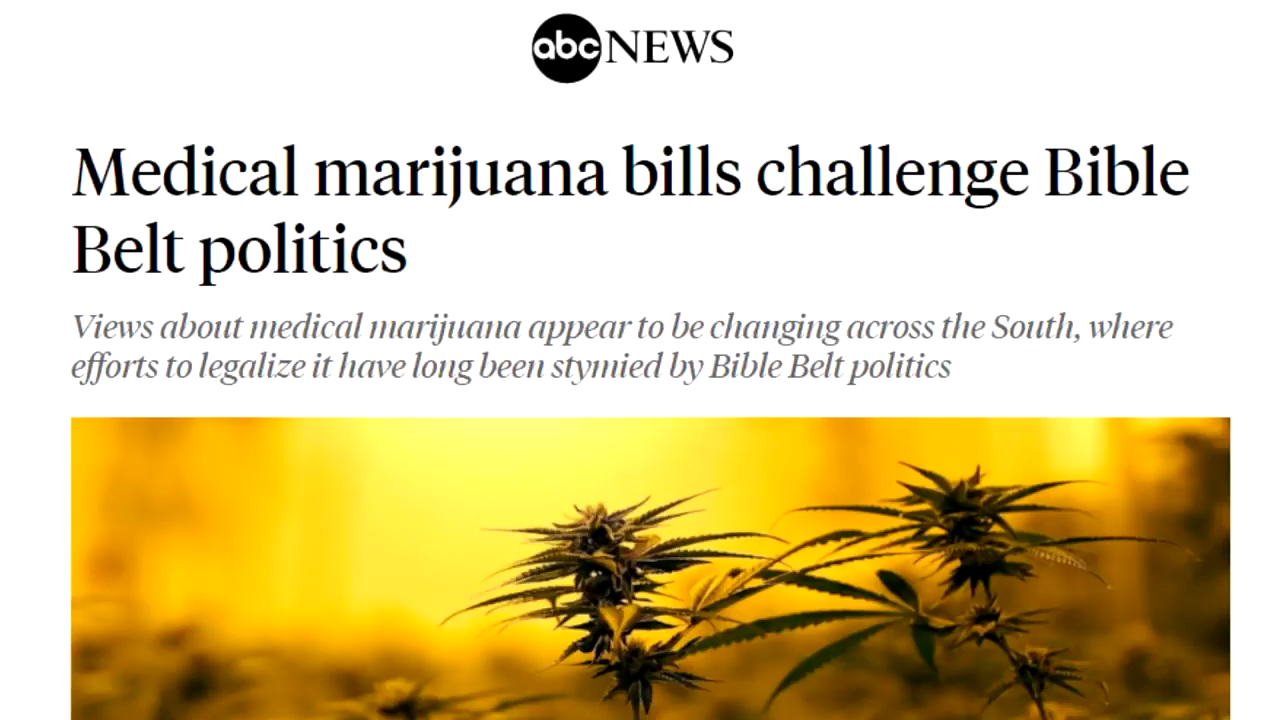 abc NEWS
Medical marijuana bills challenge Bible
Belt politics
Views about medical marijuana appear to be changing across the South, where
efforts to legalize it have long been stymied by Bible Belt politics